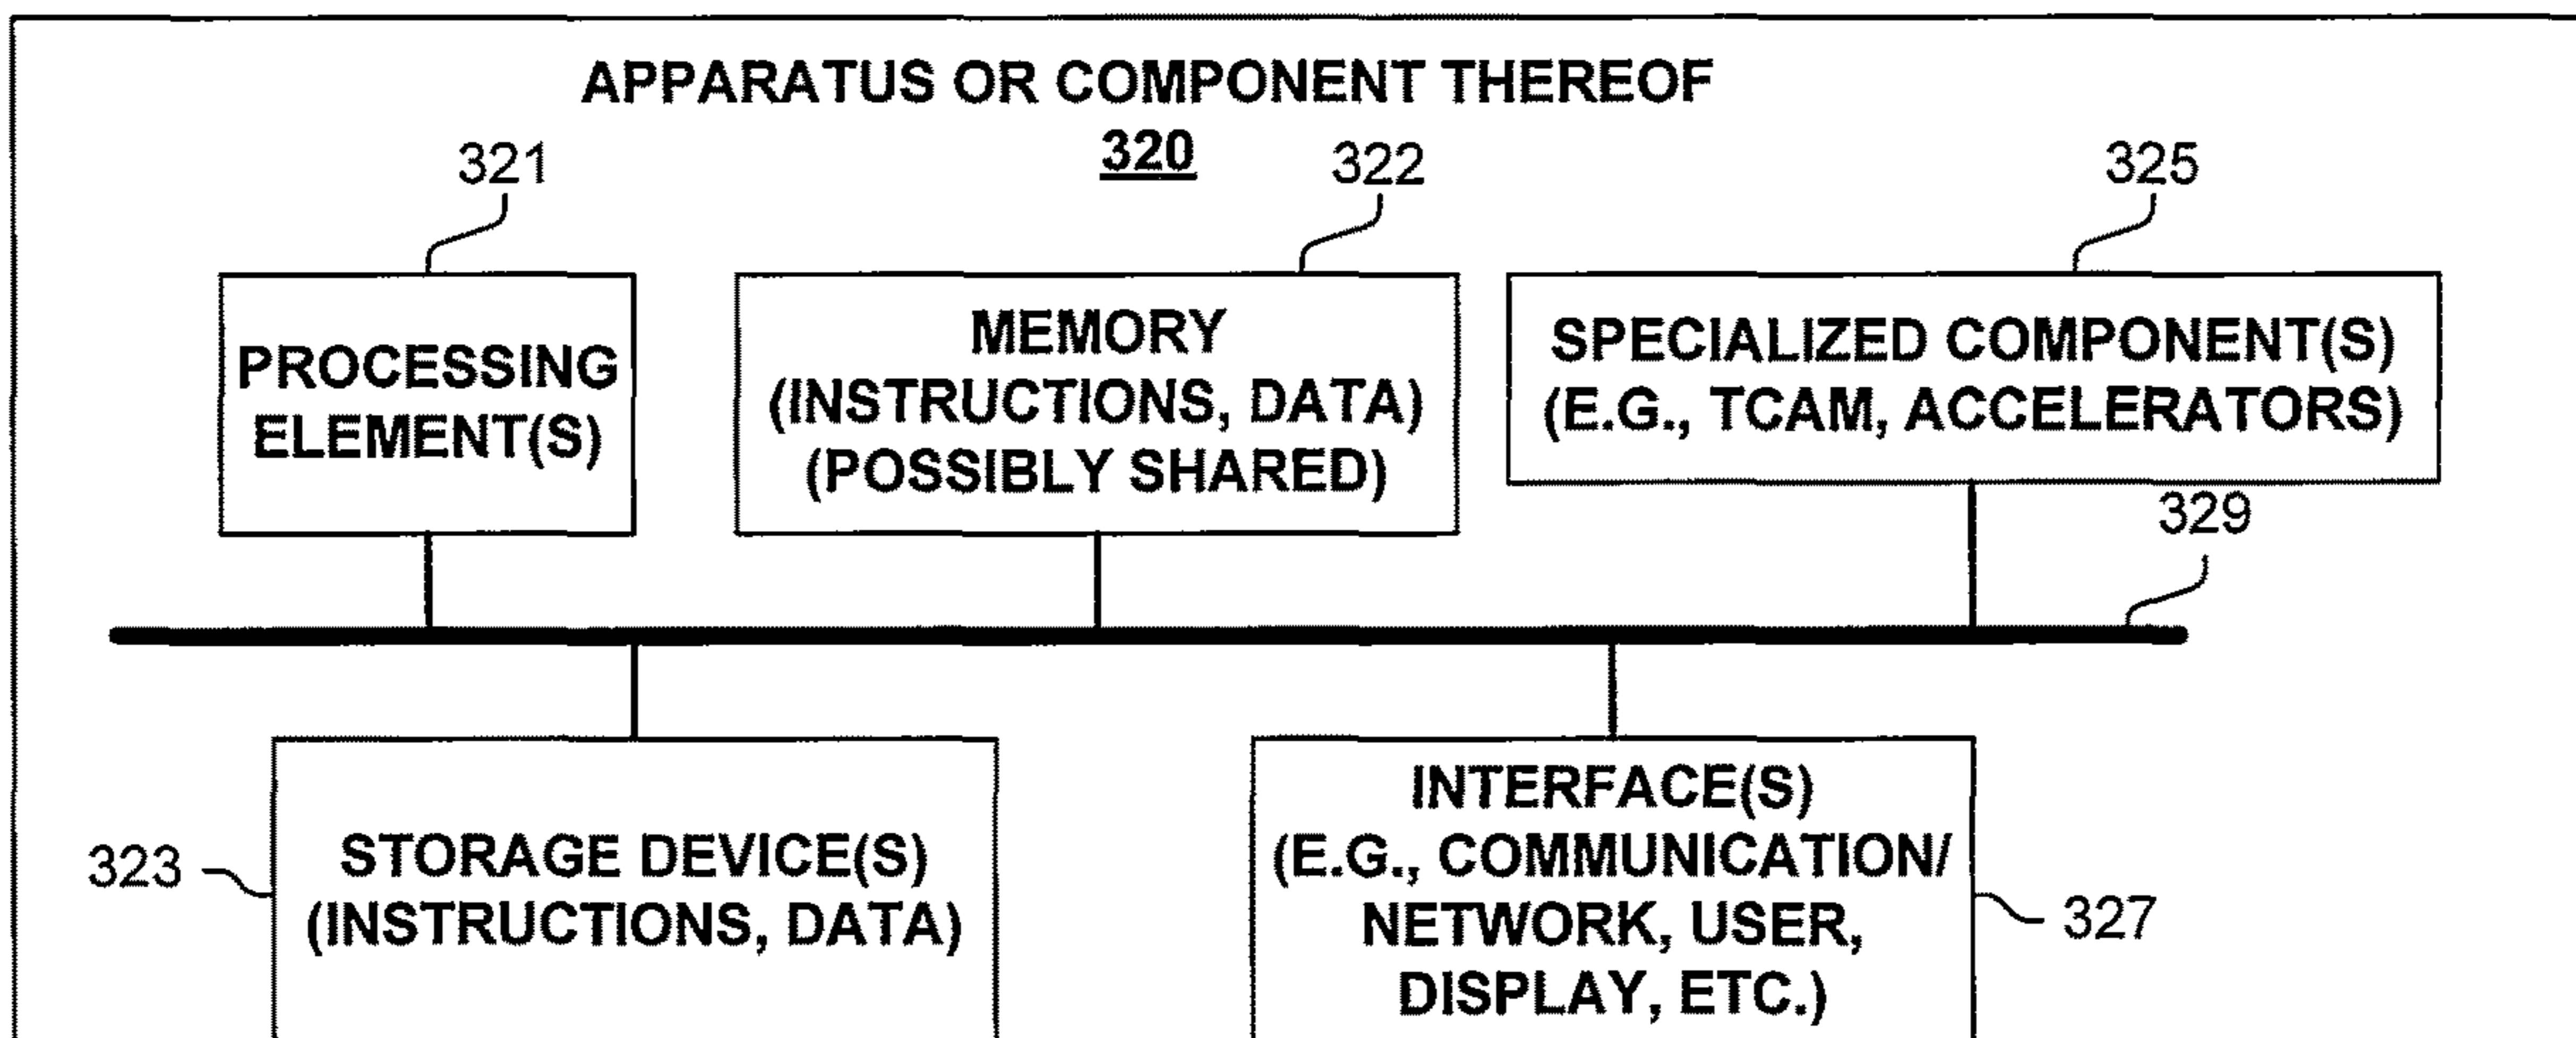 APPARATUS OR COMPONENT THEREOF
320
321
322
325
PROCESSING
ELEMENT(S)
MEMORY
(INSTRUCTIONS, DATA)
(POSSIBLY SHARED)
SPECIALIZED COMPONENT(S)
(E.G., TCAM, ACCELERATORS)
329
323
STORAGE DEVICE(S)
(INSTRUCTIONS, DATA)
INTERFACE(S)
(E.G., COMMUNICATION/
NETWORK, USER,
DISPLAY, ETC.)
327